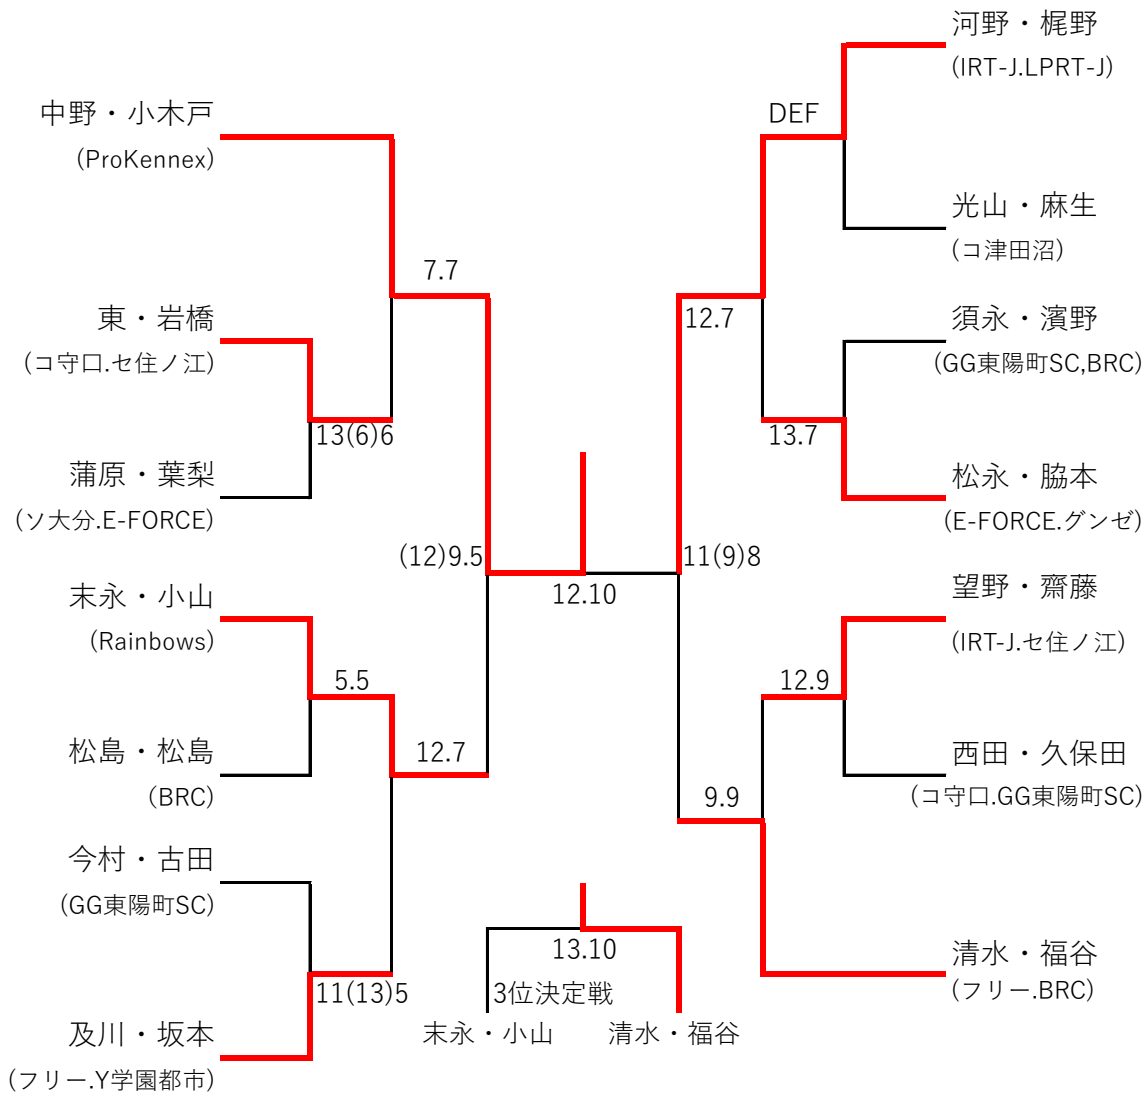 中野・小木戸
(ProKennex)
7.7
東・岩橋
(コ守口.セ住ノ江)
13(6)6
蒲原・葉梨
(ソ大分.E-FORCE)
(12)9.5
末永・小山
(Rainbows)
5.5
松島・松島
(BRC)
12.7
今村・古田
(GG東陽町SC)
11(13)5
及川・坂本
(フリー.Y学園都市)
12.10
河野・梶野
(IRT-J.LPRT-J)
DEF
光山・麻生
(コ津田沼)
12.7
須永・濱野
(GG東陽町SC,BRC)
13.7
松永・脇本
(E-FORCE.グンゼ)
11(9)8
望野・齋藤
(IRT-J.セ住ノ江)
12.9
西田・久保田
(コ守口.GG東陽町SC)
9.9
清水・福谷
(フリー.BRC)
13.10
3位決定戦
末永・小山
清水・福谷